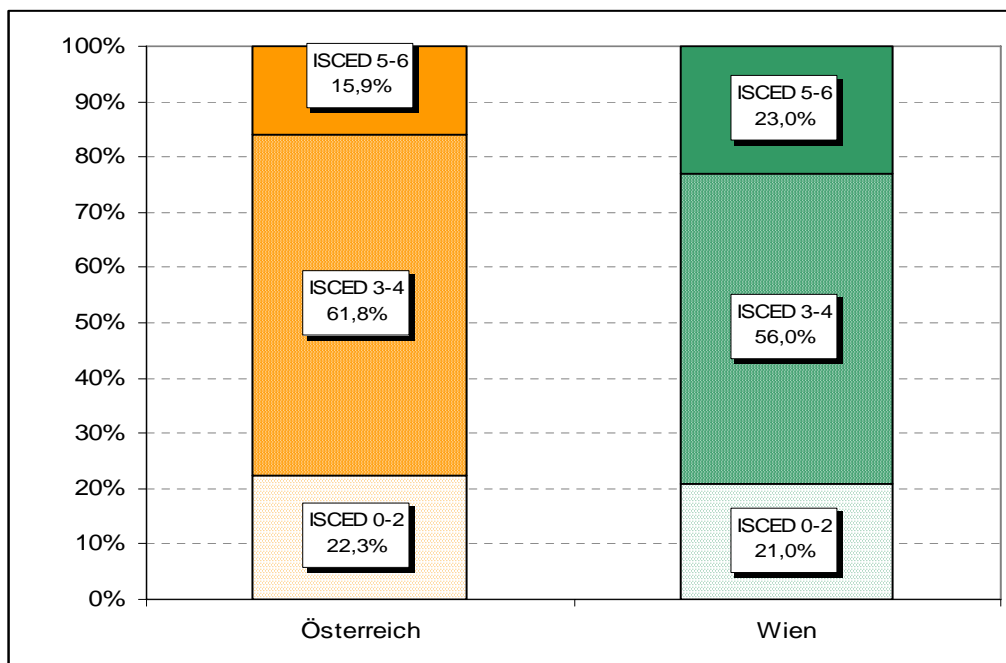 100%
90%
80%
70%
60%
50%
40%
30%
20%
10%
0%
ISCED 5-6
15,9%
ISCED 3-4
61,8%
ISCED 0-2
22,3%
ISCED 5-6
23,0%
ISCED 3-4
56,0%
ISCED 0-2
21,0%
Österreich
Wien